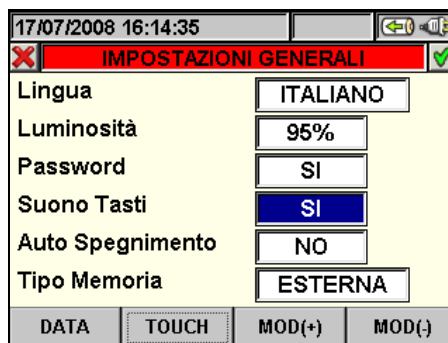 17/07/2008 16:14:35
IMPOSTAZIONI GENERALI
Lingua ITALIANO
Luminosità 95%
Password SI
Suono Tasti SI
Auto Spegnimento NO
Tipo Memoria ESTERNA
DATA TOUCH MOD(+) MOD(-)